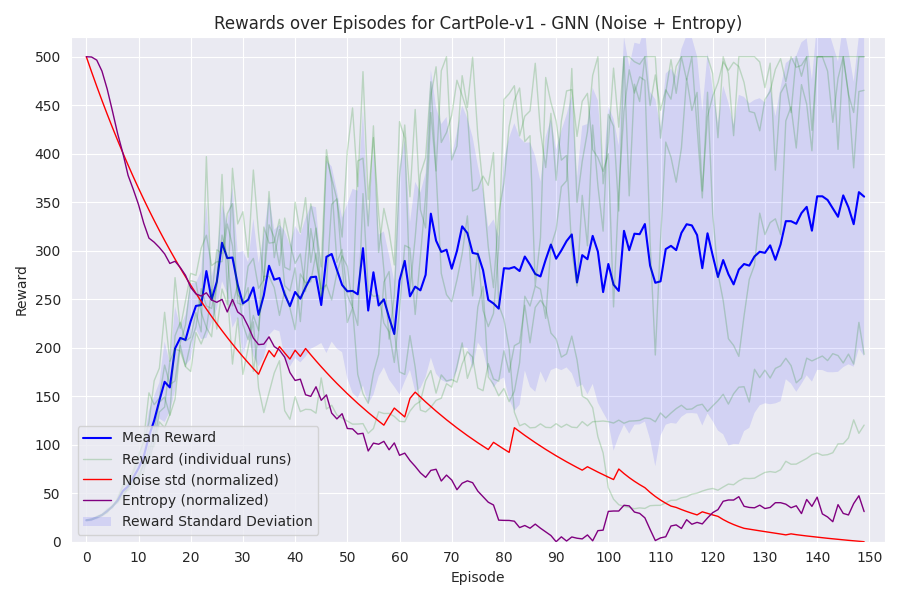 Rewards over Episodes for CartPole-v1 - GNN (Noise + Entropy)
500
450
400
350
300
250
200
150
100
50
0
Reward
Mean Reward
Reward (individual runs)
Noise std (normalized)
Entropy (normalized)
Reward Standard Deviation
0 10 20 30 40 50 60 70 80 90 100 110 120 130 140 150
Episode